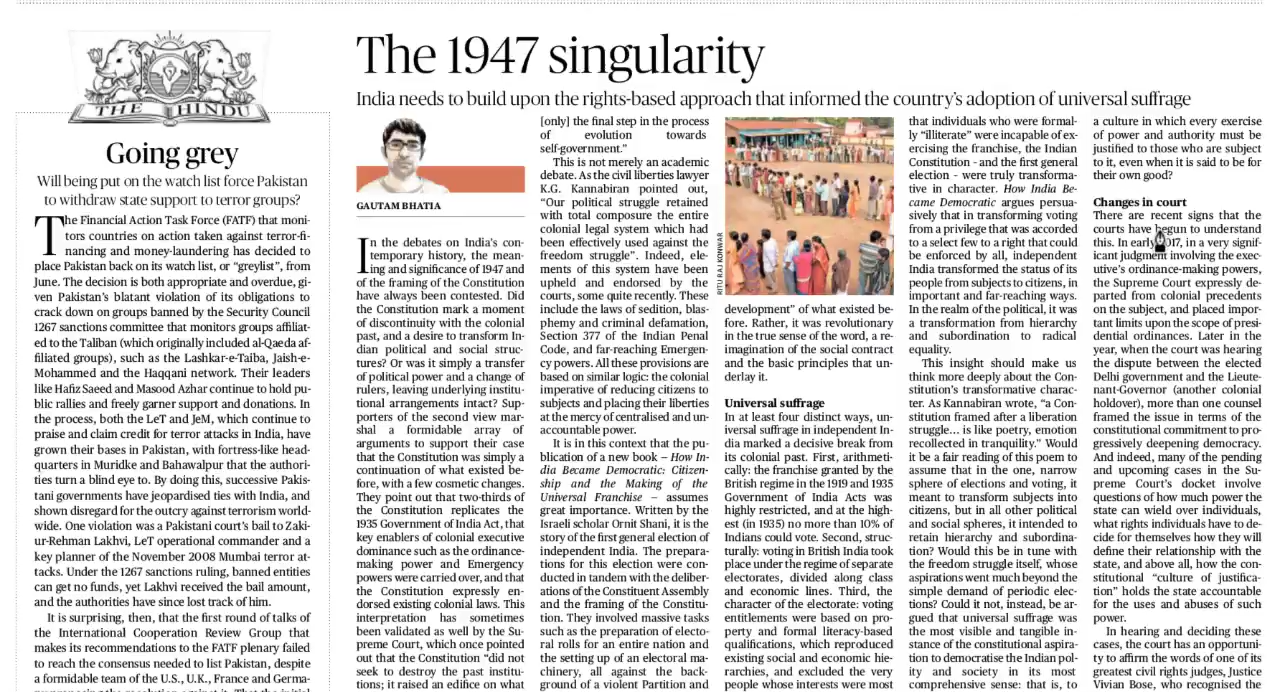 THE HINDU
Going grey
Will being put on the watch list force Pakistan
to withdraw state support to terror groups?
The Financial Action Task Force (FATF) that moni-
tors countries on action taken against terror-fi-
nancing and money-laundering has decided to
place Pakistan back on its watch list, or “greylist”, from
June. The decision is both appropriate and overdue, gi-
ven Pakistan’s blatant violation of its obligations to
crack down on groups banned by the Security Council
1267 sanctions committee that monitors groups affiliat-
ed to the Taliban (which originally included al-Qaeda af-
filiated groups), such as the Lashkar-e-Taiba, Jaish-e-
Mohammed and the Haqqani network. Their leaders
like Hafiz Saeed and Masood Azhar continue to hold pu-
blic rallies and freely garner support and donations. In
the process, both the LeT and JeM, which continue to
praise and claim credit for terror attacks in India, have
grown their bases in Pakistan, with fortress-like head-
quarters in Muridke and Bahawalpur that the authori-
ties turn a blind eye to. By doing this, successive Pakis-
tani governments have jeopardised ties with India, and
shown disregard for the outcry against terrorism world-
wide. One violation was a Pakistani court’s bail to Zaki-
ur-Rehman Lakhvi, LeT operational commander and a
key planner of the November 2008 Mumbai terror at-
tacks. Under the 1267 sanctions ruling, banned entities
can get no funds, yet Lakhvi received the bail amount,
and the authorities have since lost track of him.
It is surprising, then, that the first round of talks of
the International Cooperation Review Group that
makes its recommendations to the FATF plenary failed
to reach the consensus needed to list Pakistan, despite
a formidable team of the U.S., U.K., France and Germa-
The 1947 singularity
India needs to build upon the rights-based approach that informed the country’s adoption of universal suffrage
GAUTAM BHATIA
In the debates on India’s con-
temporary history, the mean-
ing and significance of 1947 and
of the framing of the Constitution
have always been contested. Did
the Constitution mark a moment
of discontinuity with the colonial
past, and a desire to transform In-
dian political and social struc-
tures? Or was it simply a transfer
of political power and a change of
rulers, leaving underlying institu-
tional arrangements intact? Sup-
porters of the second view mar-
shal a formidable array of
arguments to support their case
that the Constitution was simply a
continuation of what existed be-
fore, with a few cosmetic changes.
They point out that two-thirds of
the Constitution replicates the
1935 Government of India Act, that
key enablers of colonial executive
dominance such as the ordinance-
making power and Emergency
powers were carried over, and that
the Constitution expressly en-
dorsed existing colonial laws. This
interpretation has sometimes
been validated as well by the Su-
preme Court, which once pointed
out that the Constitution “did not
seek to destroy the past institu-
tions; it raised an edifice on what
[only] the final step in the process
of evolution towards
self-government.”
This is not merely an academic
debate. As the civil liberties lawyer
K.G. Kannabiran pointed out,
“Our political struggle retained
with total composure the entire
colonial legal system which had
been effectively used against the
freedom struggle”. Indeed, ele-
ments of this system have been
upheld and endorsed by the
courts, some quite recently. These
include the laws of sedition, blas-
phemy and criminal defamation,
Section 377 of the Indian Penal
Code, and far-reaching Emergen-
cy powers. All these provisions are
based on similar logic: the colonial
imperative of reducing citizens to
subjects and placing their liberties
at the mercy of centralised and un-
accountable power.
It is in this context that the pu-
blication of a new book – How In-
dia Became Democratic: Citizen-
ship and the Making of the
Universal Franchise – assumes
great importance. Written by the
Israeli scholar Ornit Shani, it is the
story of the first general election of
independent India. The prepara-
tions for this election were con-
ducted in tandem with the deliber-
ations of the Constituent Assembly
and the framing of the Constitu-
tion. They involved massive tasks
such as the preparation of electo-
ral rolls for an entire nation and
the setting up of an electoral ma-
chinery, all against the back-
ground of a violent Partition and
RITU RAJ KONWAR
development” of what existed be-
fore. Rather, it was revolutionary
in the true sense of the word, a re-
imagination of the social contract
and the basic principles that un-
derlay it.
Universal suffrage
In at least four distinct ways, un-
iversal suffrage in independent In-
dia marked a decisive break from
its colonial past. First, arithmeti-
cally: the franchise granted by the
British regime in the 1919 and 1935
Government of India Acts was
highly restricted, and at the high-
est (in 1935) no more than 10% of
Indians could vote. Second, struc-
turally: voting in British India took
place under the regime of separate
electorates, divided along class
and economic lines. Third, the
character of the electorate: voting
entitlements were based on pro-
perty and formal literacy-based
qualifications, which reproduced
existing social and economic hie-
rarchies, and excluded the very
people whose interests were most
that individuals who were formal-
ly “illiterate” were incapable of ex-
ercising the franchise, the Indian
Constitution - and the first general
election - were truly transforma-
tive in character. How India Be-
came Democratic argues persua-
sively that in transforming voting
from a privilege that was accorded
to a select few to a right that could
be enforced by all, independent
India transformed the status of its
people from subjects to citizens, in
important and far-reaching ways.
In the realm of the political, it was
a transformation from hierarchy
and subordination to radical
equality.
This insight should make us
think more deeply about the Con-
stitution’s transformative charac-
ter. As Kannabiran wrote, “a Con-
stitution framed after a liberation
struggle... is like poetry, emotion
recollected in tranquility.” Would
it be a fair reading of this poem to
assume that in the one, narrow
sphere of elections and voting, it
meant to transform subjects into
citizens, but in all other political
and social spheres, it intended to
retain hierarchy and subordina-
tion? Would this be in tune with
the freedom struggle itself, whose
aspirations went much beyond the
simple demand of periodic elec-
tions? Could it not, instead, be ar-
gued that universal suffrage was
the most visible and tangible in-
stance of the constitutional aspira-
tion to democratise the Indian pol-
ity and society in its most
comprehensive sense: that is, to
a culture in which every exercise
of power and authority must be
justified to those who are subject
to it, even when it is said to be for
their own good?
Changes in court
There are recent signs that the
courts have begun to understand
this. In early 2017, in a very signif-
icant judgment involving the exec-
utive’s ordinance-making powers,
the Supreme Court expressly de-
parted from colonial precedents
on the subject, and placed impor-
tant limits upon the scope of presi-
dential ordinances. Later in the
year, when the court was hearing
the dispute between the elected
Delhi government and the Lieute-
nant-Governor (another colonial
holdover), more than one counsel
framed the issue in terms of the
constitutional commitment to pro-
gressively deepening democracy.
And indeed, many of the pending
and upcoming cases in the Su-
preme Court’s docket involve
questions of how much power the
state can wield over individuals,
what rights individuals have to de-
cide for themselves how they will
define their relationship with the
state, and above all, how the con-
stitutional “culture of justifica-
tion” holds the state accountable
for the uses and abuses of such
power.
In hearing and deciding these
cases, the court has an opportuni-
ty to affirm the words of one of its
greatest civil rights judges, Justice
Vivian Bose, who recognised the